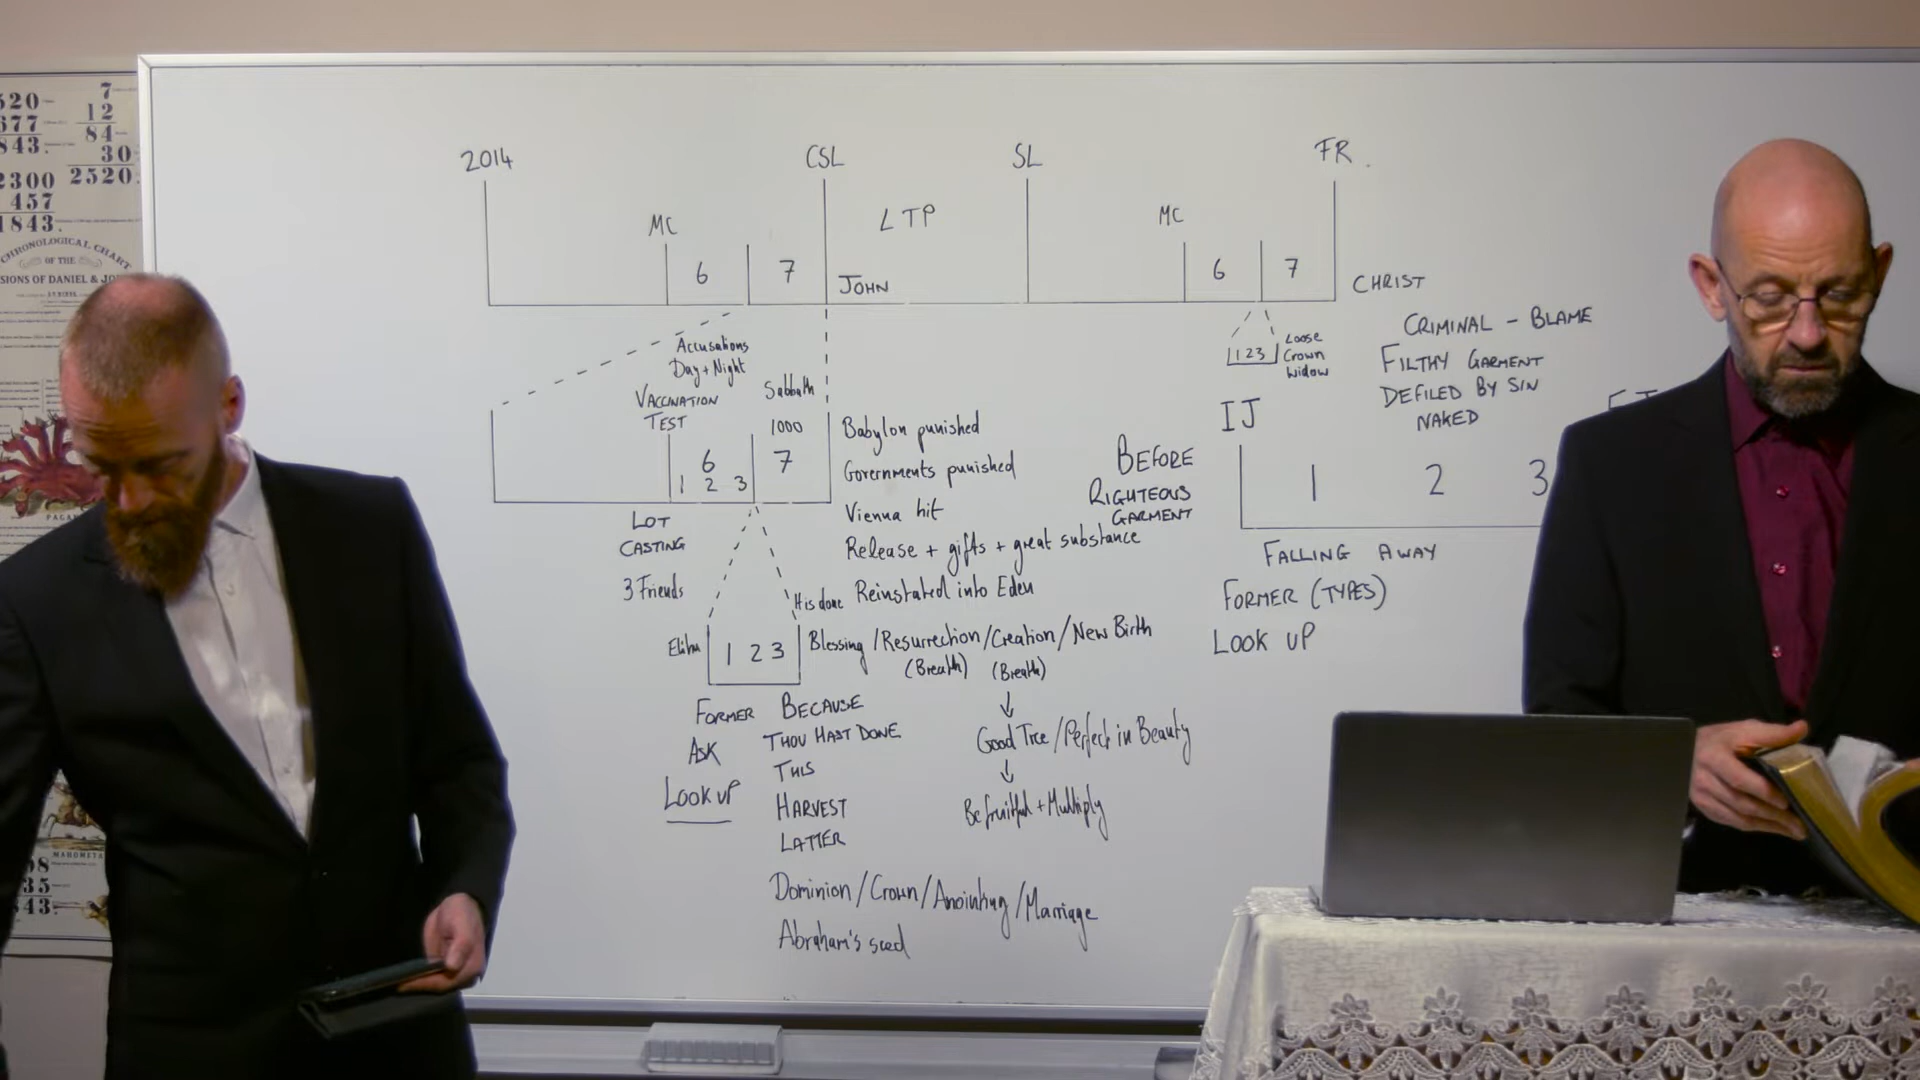 520
677
843.
7
12
84
30
2520.
2300
457
1843.
CHRONOLOGICAL CHART
OF THE
SIONS OF DANIEL & JO
PAGA
MAHOMETA
35
43.
2014
CSL
SL
FR.
MC
LTP
MC
6
7
JOHN
6
7
CHRIST
Accusations
Day + Night
VACCINATION
TEST
Sabbath
1000
6
7
1 2 3
LOT
CASTING
3 Friends
Babylon punished
Governments punished
Vienna hit
Release + gifts + great substance
His done
Reinstated into Eden
Elihu
1 2 3
Blessing/Resurrection/Creation/New Birth
(Breath) (Breath)
↓
Good Tree/Perfect in Beauty
↓
Be fruitful + Multiply
FORMER
ASK
LOOK UP
BECAUSE
THOU HAST DONE
THIS
HARVEST
LATTER
Dominion/Crown/Anointing/Marriage
Abraham's seed
123
Loose
Crown
Widow
CRIMINAL - BLAME
FILTHY GARMENT
DEFILED BY SIN
NAKED
IJ
BEFORE
RIGHTEOUS
GARMENT
1 2 3
FALLING AWAY
FORMER (TYPES)
LOOK UP